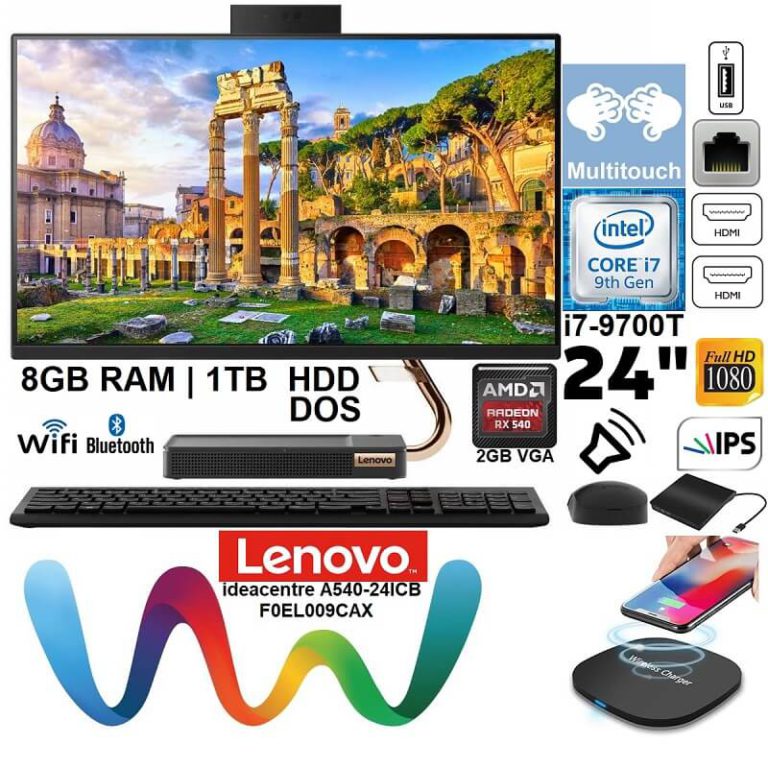 USB
Multitouch
HDMI
intel
CORE i7
9th Gen
HDMI
i7-9700T
8GB RAM | 1TB HDD
DOS
24"
Full HD
1080
AMD
RADEON
RX 540
2GB VGA
IPS
Wifi Bluetooth
Lenovo
Lenovo™
ideacentre A540-24ICB
F0EL009CAX
Wireless Charger